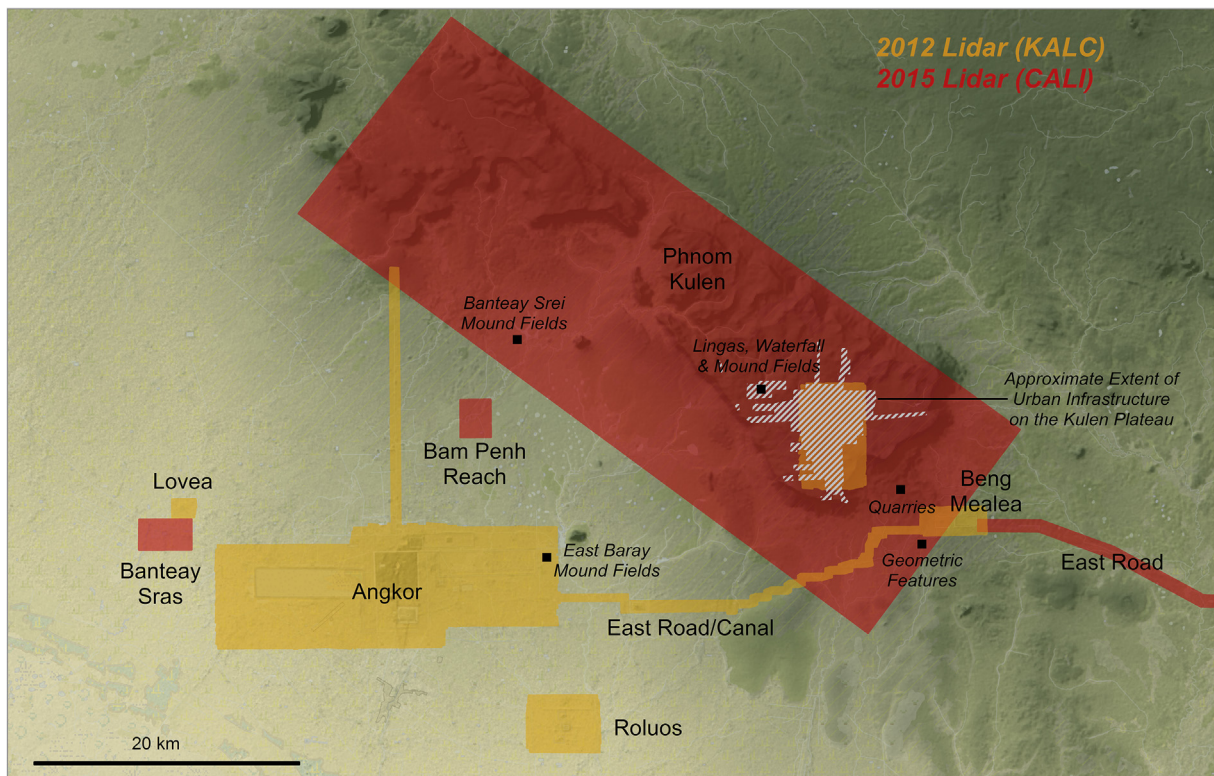 2012 Lidar (KALC)
2015 Lidar (CALI)
Phnom
Kulen
Banteay Srei
Mound Fields
Lingas, Waterfall
& Mound Fields
Approximate Extent of
Urban Infrastructure
on the Kulen Plateau
Bam Penh
Reach
Lovea
Beng
Mealea
Quarries
Banteay
Sras
Angkor
East Baray
Mound Fields
Geometric
Features
East Road
East Road/Canal
Roluos
20 km